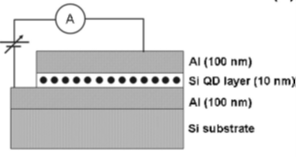 A
Al (100 nm)
Si QD layer (10 nm)
Al (100 nm)
Si substrate